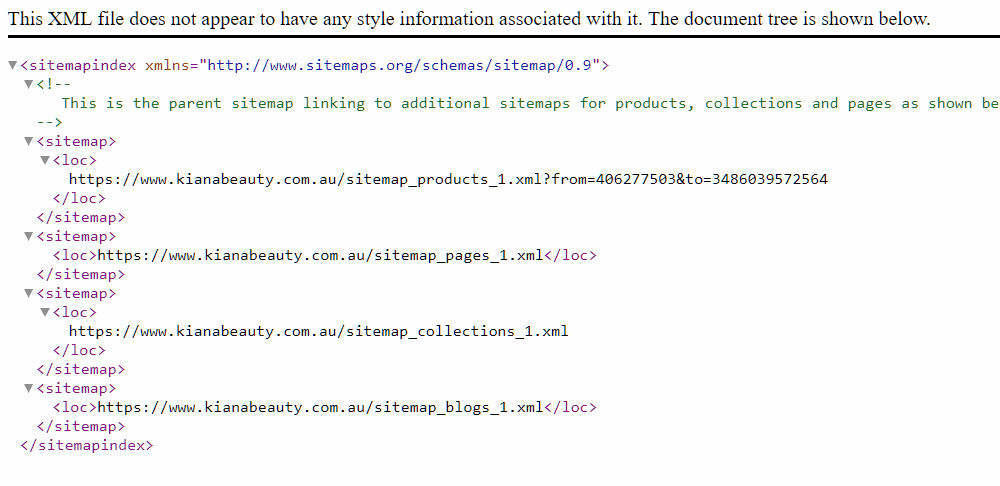 This XML file does not appear to have any style information associated with it. The document tree is shown below.
▼<sitemapindex xmlns="http://www.sitemaps.org/schemas/sitemap/0.9">
▼<!--
This is the parent sitemap linking to additional sitemaps for products, collections and pages as shown be
-->
▼<sitemap>
▼<loc>
https://www.kianabeauty.com.au/sitemap_products_1.xml?from=406277503&to=3486039572564
</loc>
</sitemap>
▼<sitemap>
<loc>https://www.kianabeauty.com.au/sitemap_pages_1.xml</loc>
</sitemap>
▼<sitemap>
▼<loc>
https://www.kianabeauty.com.au/sitemap_collections_1.xml
</loc>
</sitemap>
▼<sitemap>
<loc>https://www.kianabeauty.com.au/sitemap_blogs_1.xml</loc>
</sitemap>
</sitemapindex>